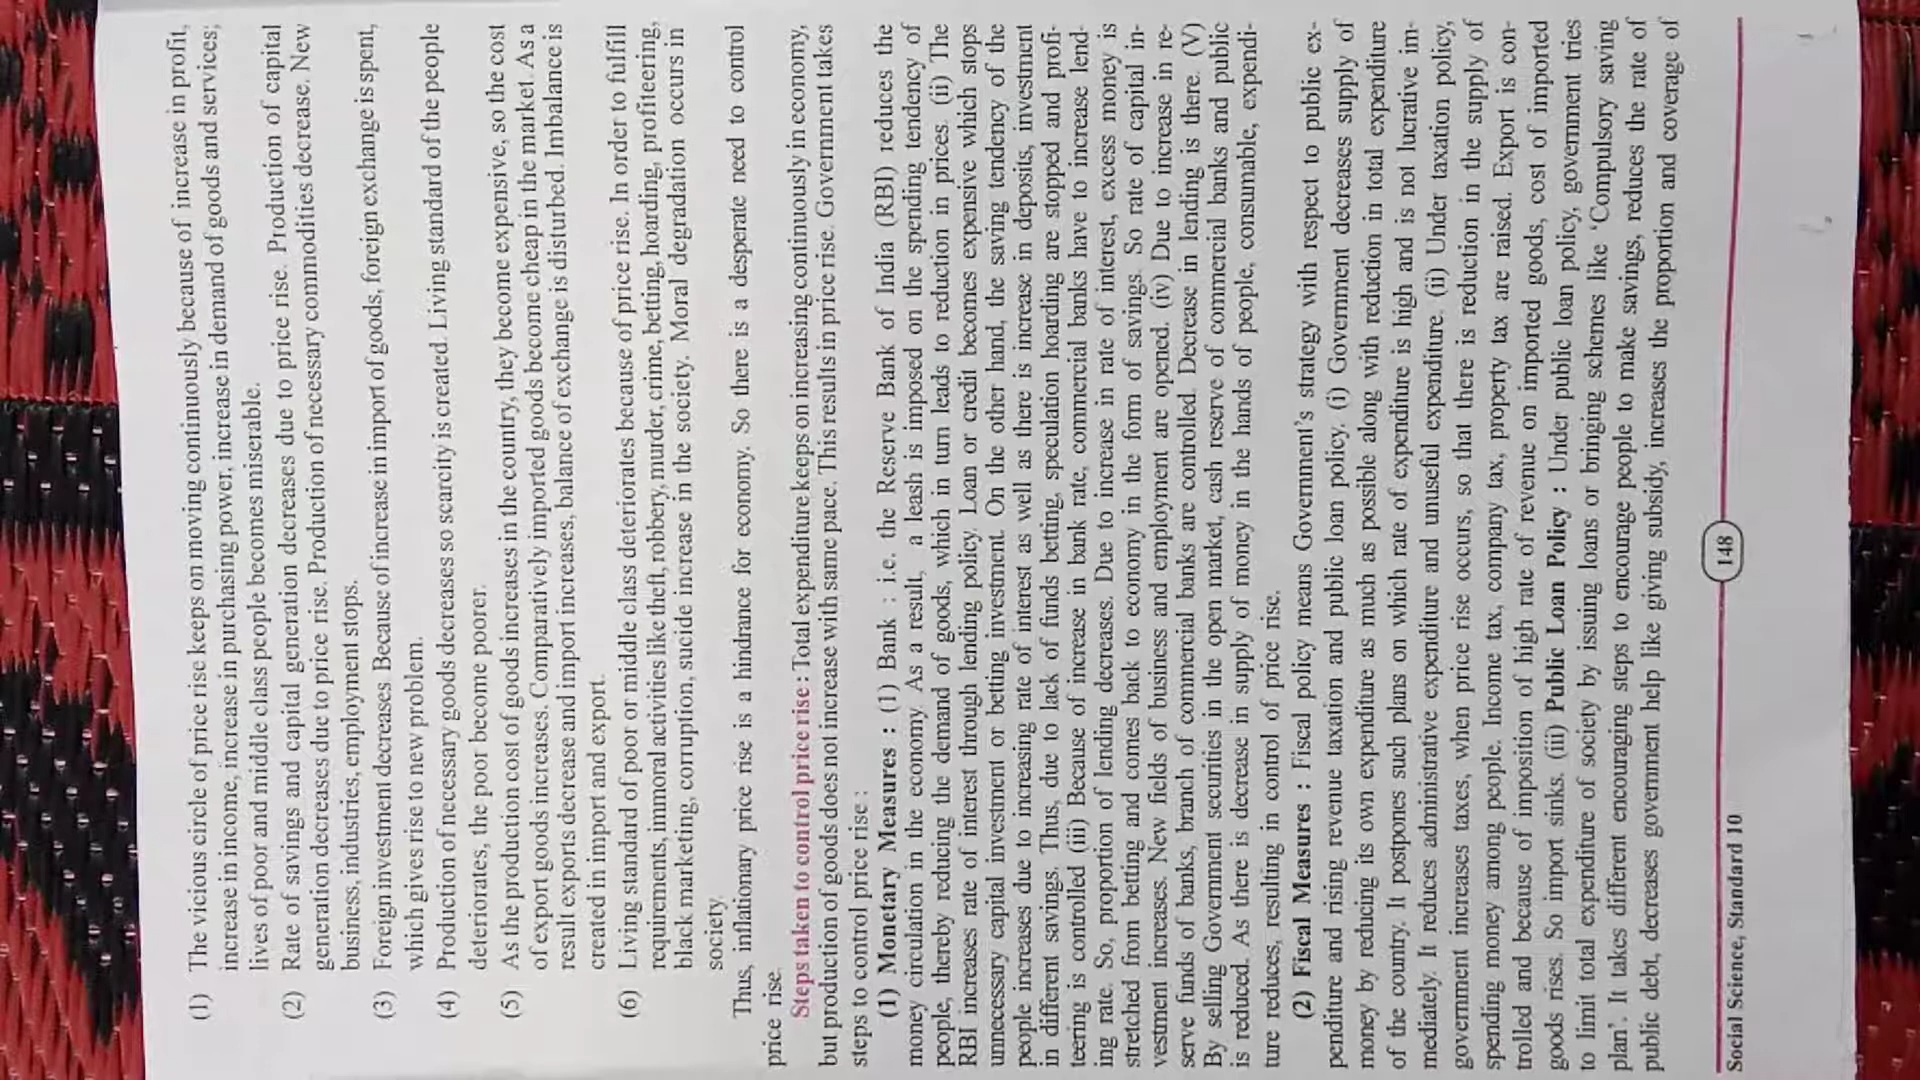 (1) The vicious circle of price rise keeps on moving continuously because of increase in profit,
increase in income, increase in purchasing power, increase in demand of goods and services;
lives of poor and middle class people becomes miserable.
(2) Rate of savings and capital generation decreases due to price rise. Production of capital
generation decreases due to price rise. Production of necessary commodities decrease. New
business, industries, employment stops.
(3) Foreign investment decreases. Because of increase in import of goods, foreign exchange is spent,
which gives rise to new problem.
(4) Production of necessary goods decreases so scarcity is created. Living standard of the people
deteriorates, the poor become poorer.
(5) As the production cost of goods increases in the country, they become expensive, so the cost
of export goods increases. Comparatively imported goods become cheap in the market. As a
result exports decrease and import increases, balance of exchange is disturbed. Imbalance is
created in import and export.
(6) Living standard of poor or middle class deteriorates because of price rise. In order to fulfill
requirements, immoral activities like theft, robbery, murder, crime, betting, hoarding, profiteering,
black marketing, corruption, sucide increase in the society. Moral degradation occurs in
society.
Thus, inflationary price rise is a hindrance for economy. So there is a desperate need to control
price rise.
Steps taken to control price rise : Total expenditure keeps on increasing continuously in economy,
but production of goods does not increase with same pace. This results in price rise. Government takes
steps to control price rise :
(1) Monetary Measures : (1) Bank : i.e. the Reserve Bank of India (RBI) reduces the
money circulation in the economy. As a result, a leash is imposed on the spending tendency of
people, thereby reducing the demand of goods, which in turn leads to reduction in prices. (ii) The
RBI increases rate of interest through lending policy. Loan or credit becomes expensive which stops
unnecessary capital investment or betting investment. On the other hand, the saving tendency of the
people increases due to increasing rate of interest as well as there is increase in deposits, investment
in different savings. Thus, due to lack of funds betting, speculation hoarding are stopped and profi-
teering is controlled (iii) Because of increase in bank rate, commercial banks have to increase lend-
ing rate. So, proportion of lending decreases. Due to increase in rate of interest, excess money is
stretched from betting and comes back to economy in the form of savings. So rate of capital in-
vestment increases. New fields of business and employment are opened. (iv) Due to increase in re-
serve funds of banks, branch of commercial banks are controlled. Decrease in lending is there. (V)
By selling Government securities in the open market, cash reserve of commercial banks and public
is reduced. As there is decrease in supply of money in the hands of people, consumable, expendi-
ture reduces, resulting in control of price rise.
(2) Fiscal Measures : Fiscal policy means Government's strategy with respect to public ex-
penditure and rising revenue taxation and public loan policy. (i) Government decreases supply of
money by reducing its own expenditure as much as possible along with reduction in total expenditure
of the country. It postpones such plans on which rate of expenditure is high and is not lucrative im-
mediately. It reduces administrative expenditure and unuseful expenditure. (ii) Under taxation policy,
government increases taxes, when price rise occurs, so that there is reduction in the supply of
spending money among people. Income tax, company tax, property tax are raised. Export is con-
trolled and because of imposition of high rate of revenue on imported goods, cost of imported
goods rises. So import sinks. (iii) Public Loan Policy : Under public loan policy, government tries
to limit total expenditure of society by issuing loans or bringing schemes like 'Compulsory saving
plan'. It takes different encouraging steps to encourage people to make savings, reduces the rate of
public debt, decreases government help like giving subsidy, increases the proportion and coverage of
148
Social Science, Standard 10